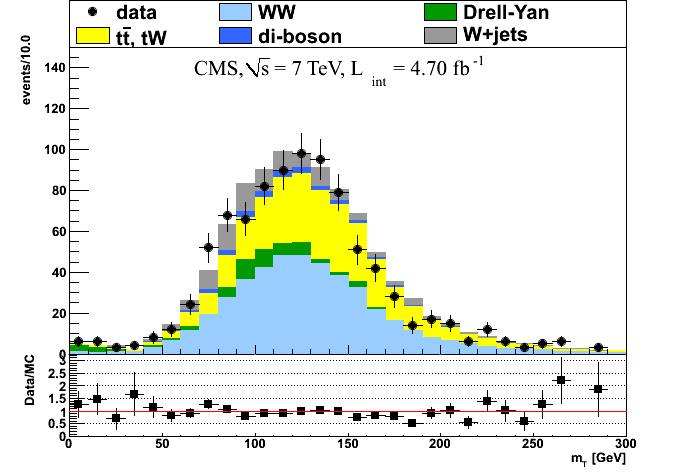 data WW Drell-Yan
tt̄, tW di-boson W+jets
CMS, √s = 7 TeV, L int = 4.70 fb⁻¹
events/10.0
140
120
100
80
60
40
20
0
Data/MC
3
2.5
2
1.5
1
0.5
0
0 50 100 150 200 250 300
m_T [GeV]